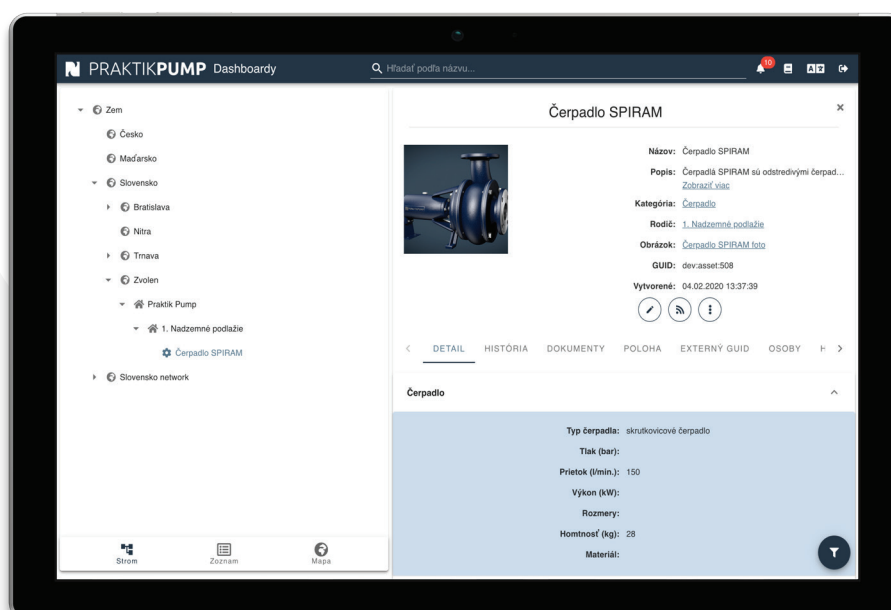 PRAKTIKPUMP Dashboardy
Hľadať podľa názvu...
10
Zem
Česko
Maďarsko
Slovensko
Bratislava
Nitra
Trnava
Zvolen
Praktik Pump
1. Nadzemné podlažie
Čerpadlo SPIRAM
Slovensko network
Strom
Zoznam
Mapa
Čerpadlo SPIRAM
Názov: Čerpadlo SPIRAM
Popis: Čerpadlá SPIRAM sú odstredivými čerpad...
Zobraziť viac
Kategória: Čerpadlo
Rodič: 1. Nadzemné podlažie
Obrázok: Čerpadlo SPIRAM foto
GUID: dev:asset:508
Vytvorené: 04.02.2020 13:37:39
DETAIL HISTÓRIA DOKUMENTY POLOHA EXTERNÝ GUID OSOBY
Čerpadlo
Typ čerpadla: skrutkovicové čerpadlo
Tlak (bar):
Prietok (l/min.): 150
Výkon (kW):
Rozmery:
Homtnosť (kg): 28
Materiál: